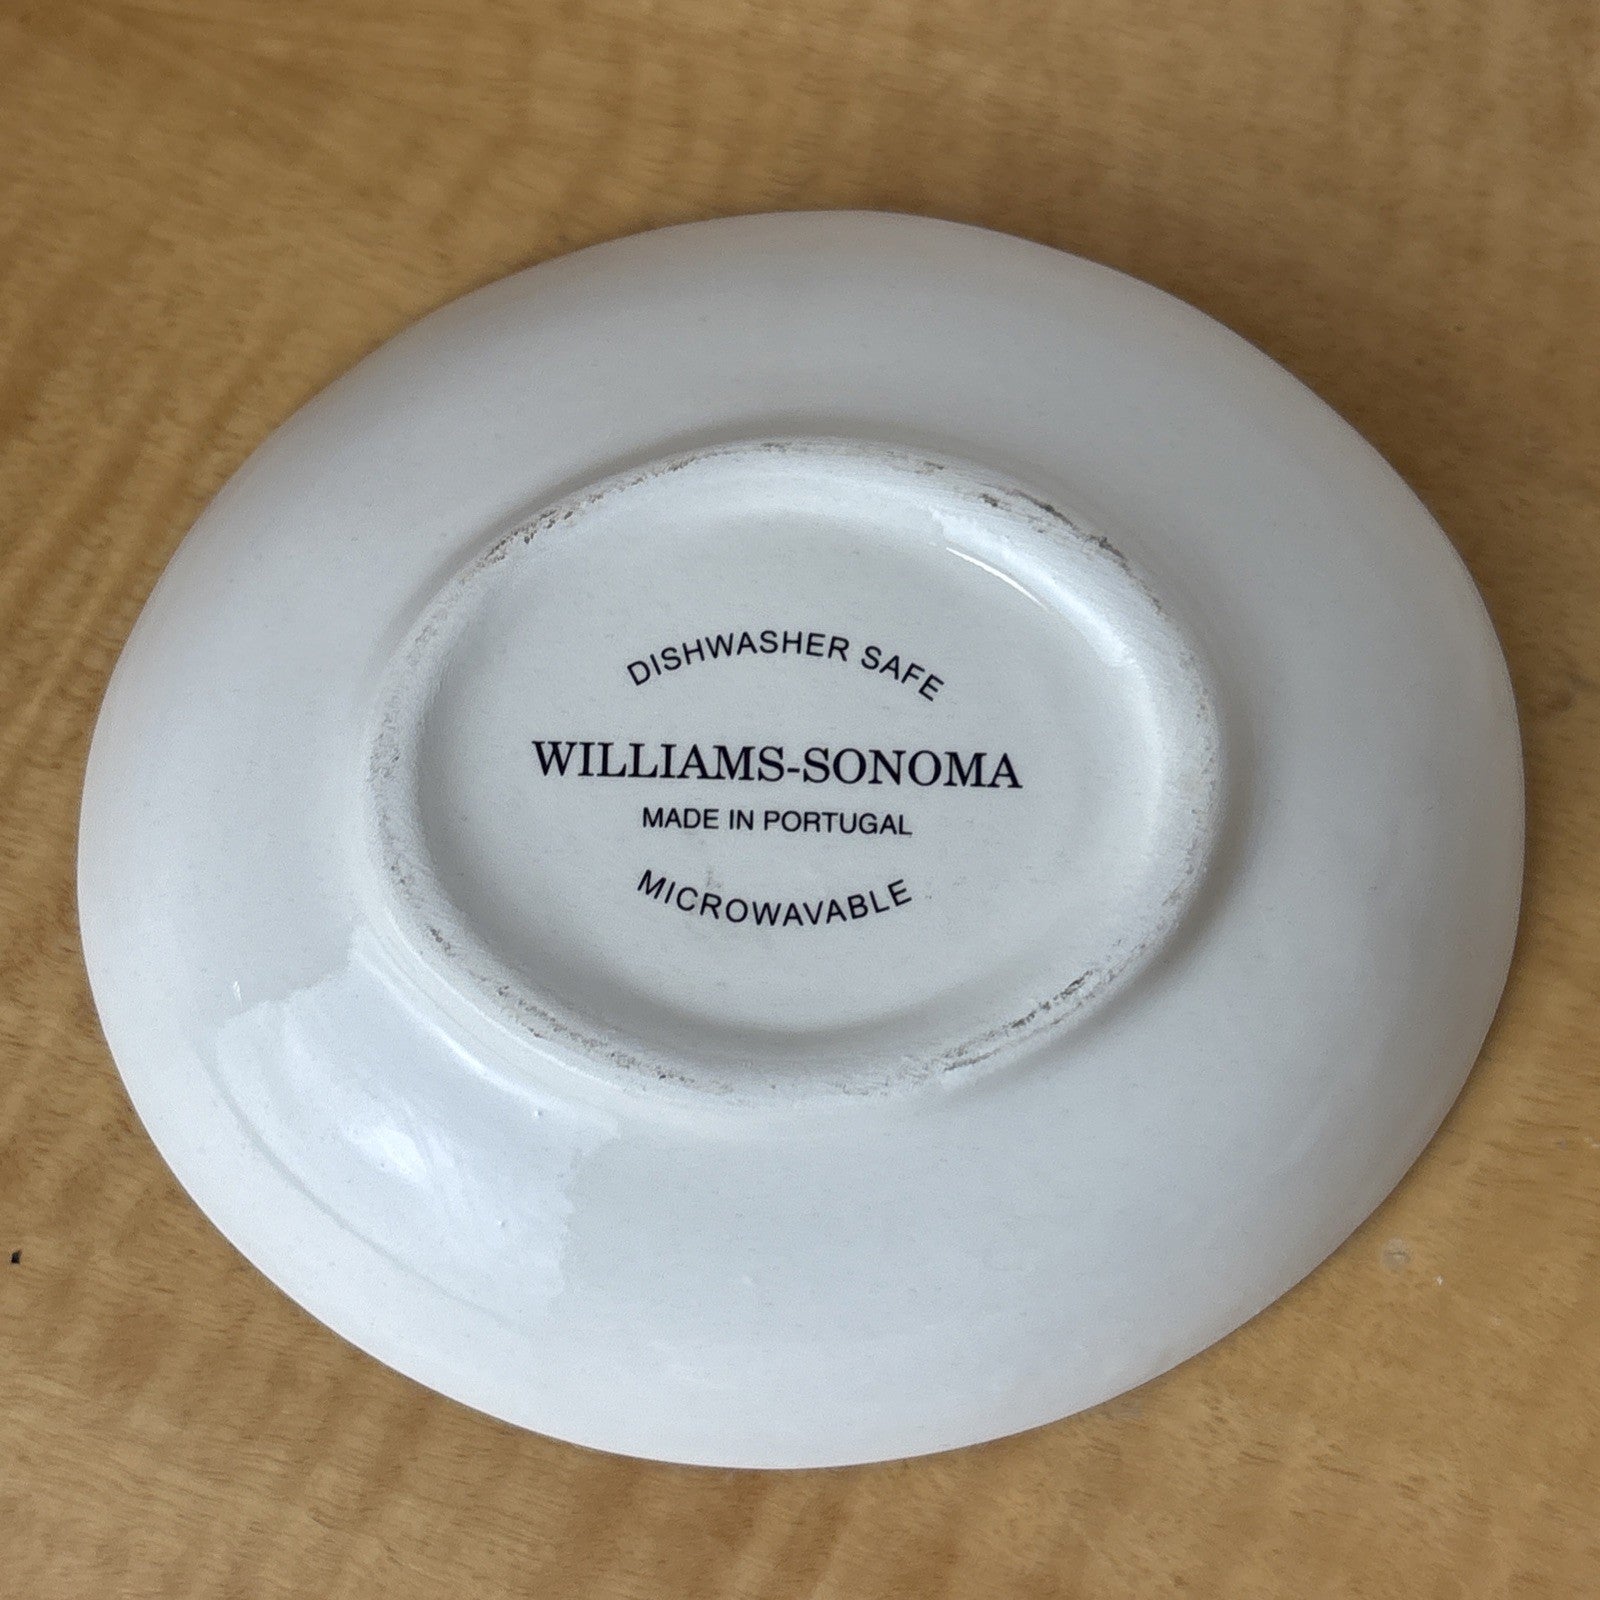 DISHWASHER SAFE
WILLIAMS-SONOMA
MADE IN PORTUGAL
MICROWAVABLE